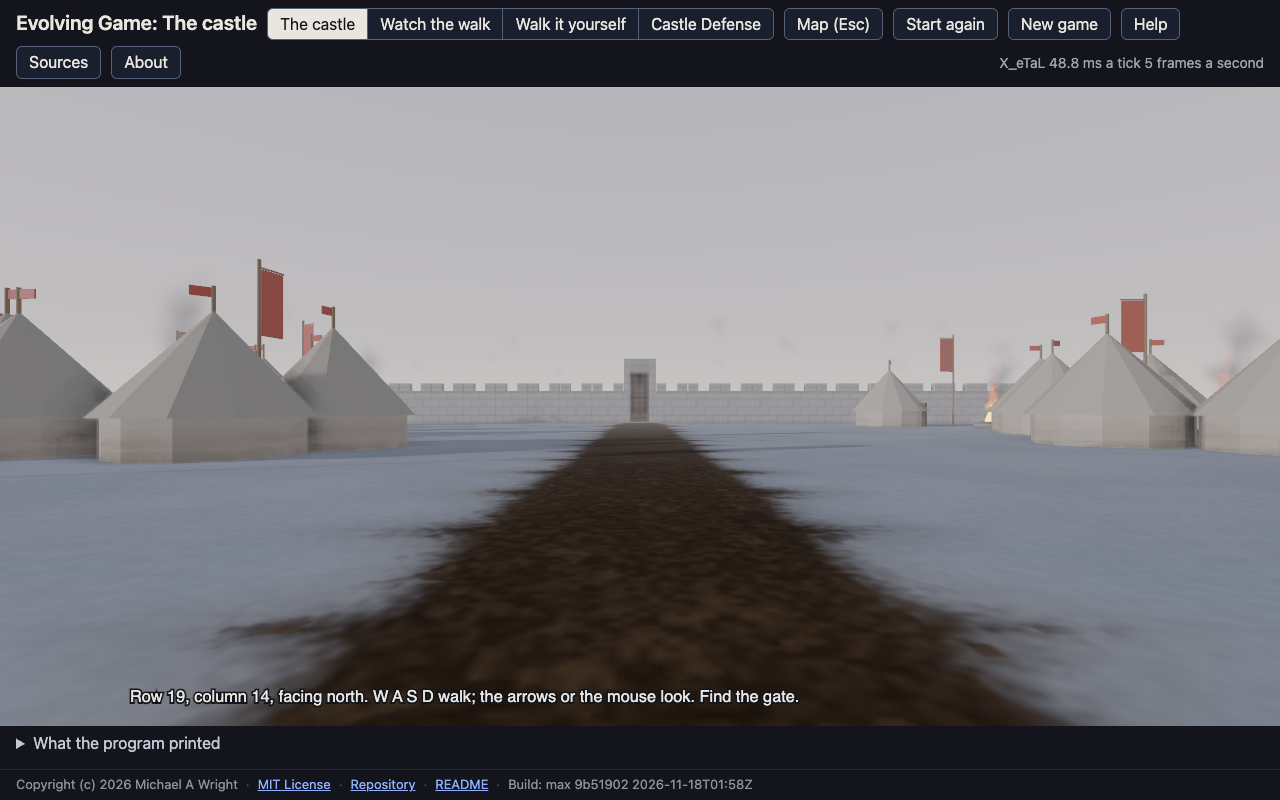 Evolving Game: The castle The castle Watch the walk Walk it yourself Castle Defense Map (Esc) Start again New game Help
Sources About X_eTaL 48.8 ms a tick 5 frames a second
Row 19, column 14, facing north. W A S D walk; the arrows or the mouse look. Find the gate.
What the program printed
Copyright (c) 2026 Michael A Wright · MIT License · Repository · README · Build: max 9b51902 2026-11-18T01:58Z